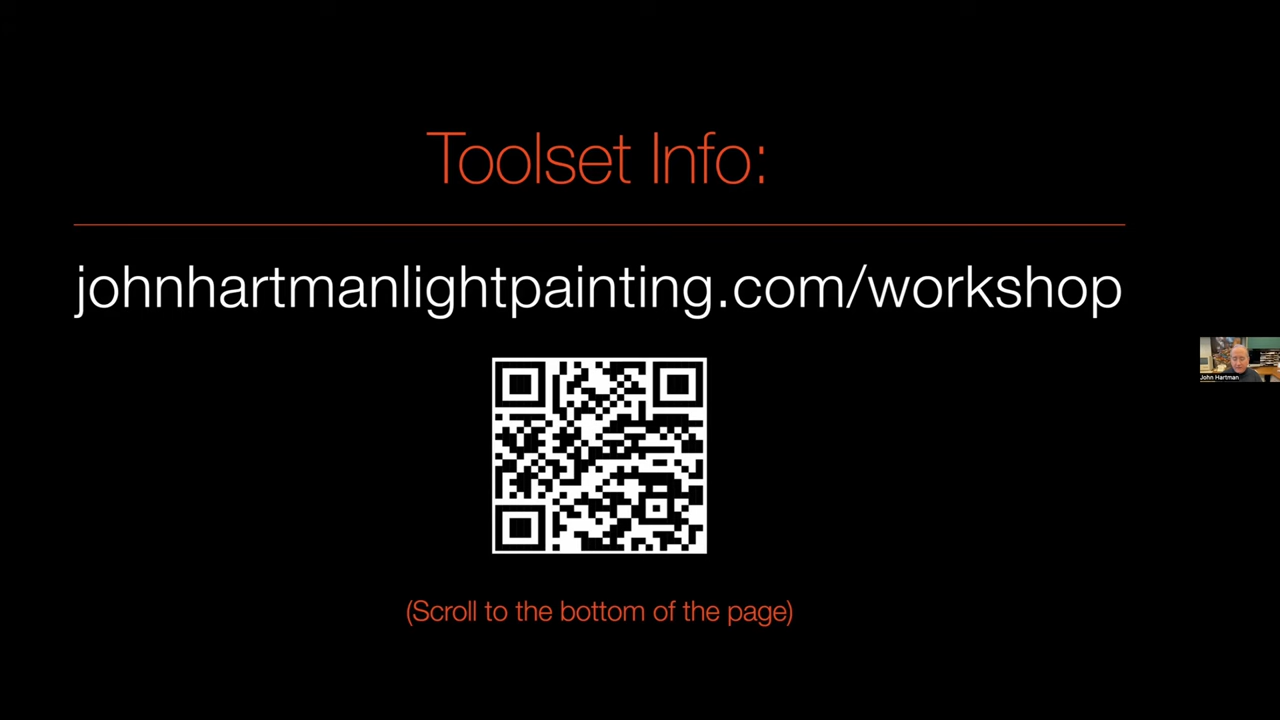 Toolset Info:
johnhartmanlightpainting.com/workshop
John Hartman
(Scroll to the bottom of the page)